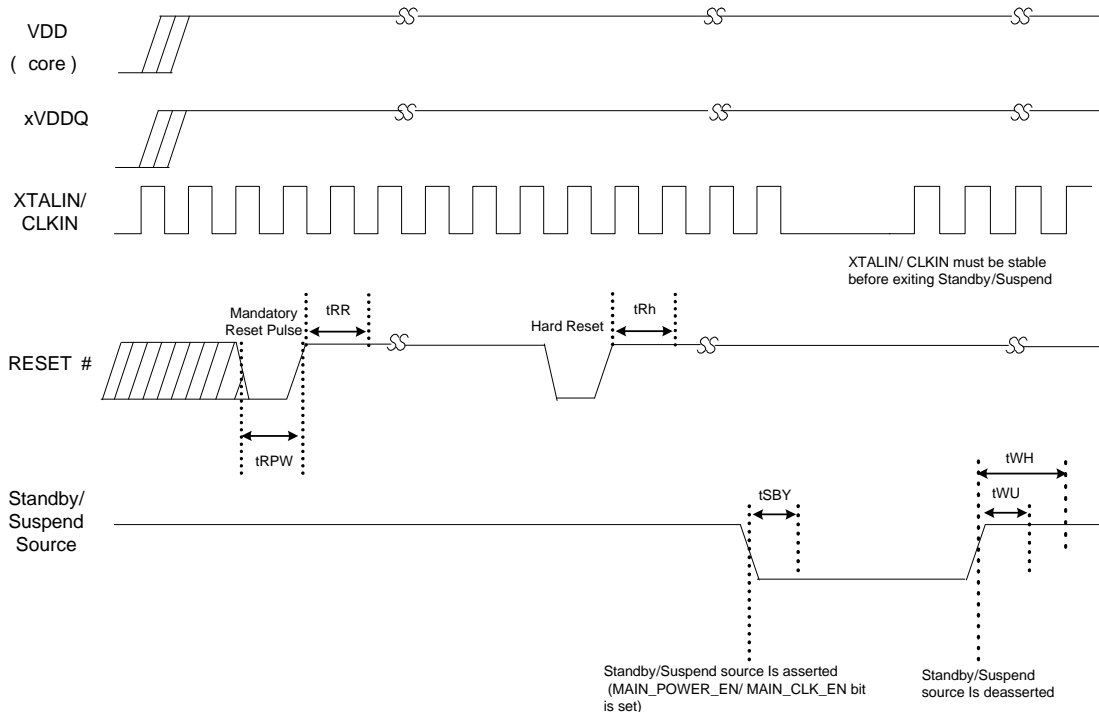 VDD
( core )
xVDDQ
XTALIN/
CLKIN
XTALIN/ CLKIN must be stable
before exiting Standby/Suspend
Mandatory
Reset Pulse
tRR
Hard Reset
tRh
RESET #
tRPW
tWH
Standby/
Suspend
Source
tSBY
tWU
Standby/Suspend source Is asserted
(MAIN_POWER_EN/ MAIN_CLK_EN bit
is set)
Standby/Suspend
source Is deasserted